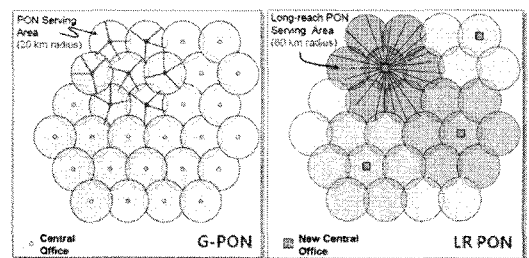 PON Serving
Area
(20 km radius)
Central
Office
G-PON
Long-reach PON
Serving Area
(60 km radius)
New Central
Office
LR PON